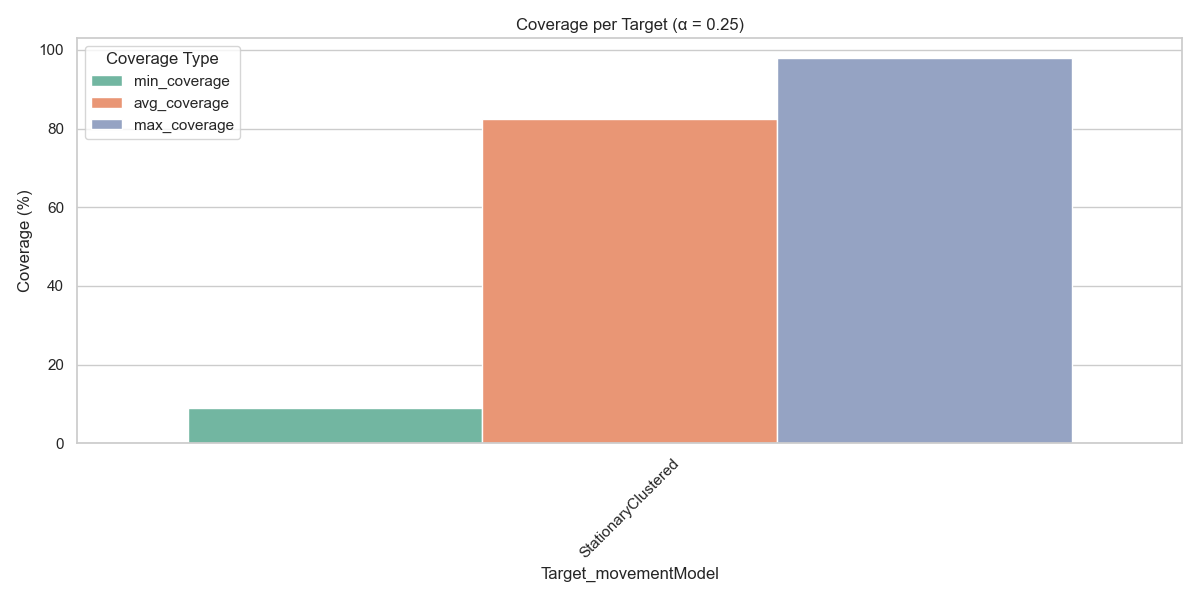 Coverage per Target (α = 0.25)
Coverage Type
min_coverage
avg_coverage
max_coverage
Coverage (%)
100
80
60
40
20
0
StationaryClustered
Target_movementModel